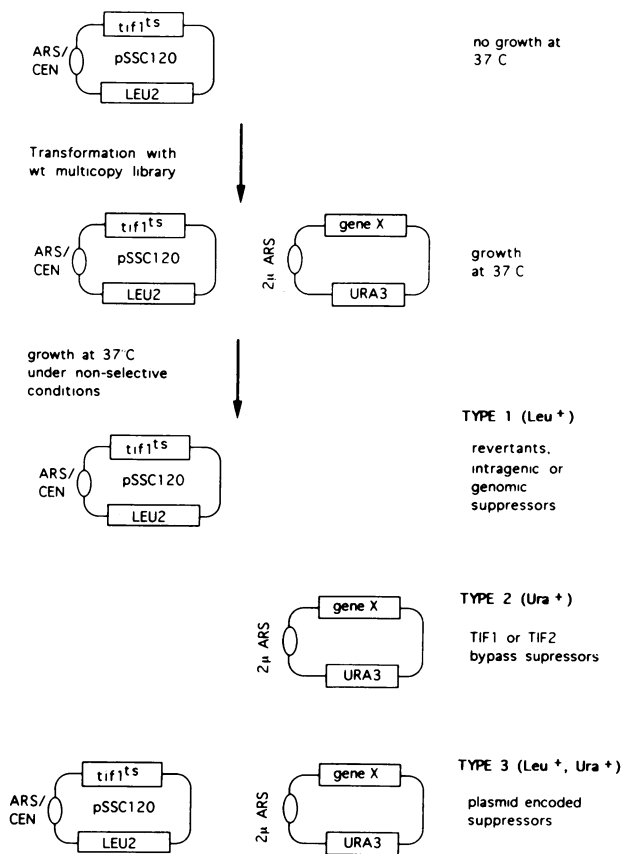 tif1ts
ARS/
CEN
pSSC120
LEU2
no growth at
37 C
Transformation with
wt multicopy library
tif1ts
ARS/
CEN
pSSC120
LEU2
gene X
2µ ARS
URA3
growth
at 37 C
growth at 37°C
under non-selective
conditions
TYPE 1 (Leu +)
tif1ts
ARS/
CEN
pSSC120
LEU2
revertants,
intragenic or
genomic
suppressors
TYPE 2 (Ura +)
gene X
2µ ARS
URA3
TIF1 or TIF2
bypass supressors
TYPE 3 (Leu +, Ura +)
tif1ts
ARS/
CEN
pSSC120
LEU2
gene X
2µ ARS
URA3
plasmid encoded
suppressors